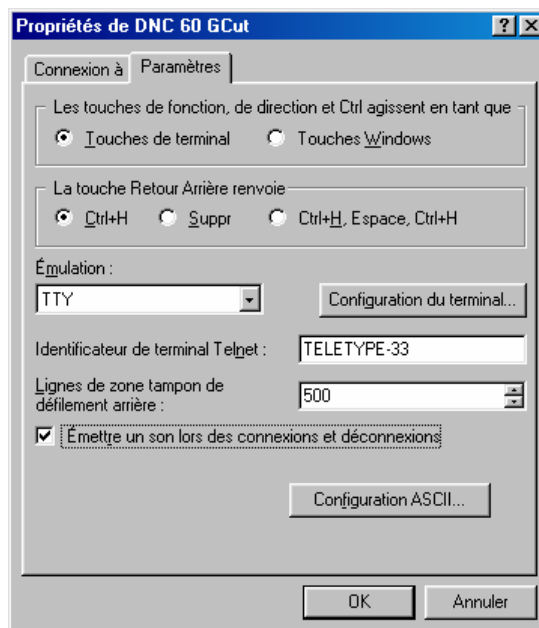 Propriétés de DNC 60 GCut
Connexion à Paramètres
Les touches de fonction, de direction et Ctrl agissent en tant que
Touches de terminal Touches Windows
La touche Retour Arrière renvoie
Ctrl+H Suppr Ctrl+H, Espace, Ctrl+H
Émulation :
TTY Configuration du terminal...
Identificateur de terminal Telnet : TELETYPE-33
Lignes de zone tampon de
défilement arrière : 500
Émettre un son lors des connexions et déconnexions
Configuration ASCII...
OK Annuler